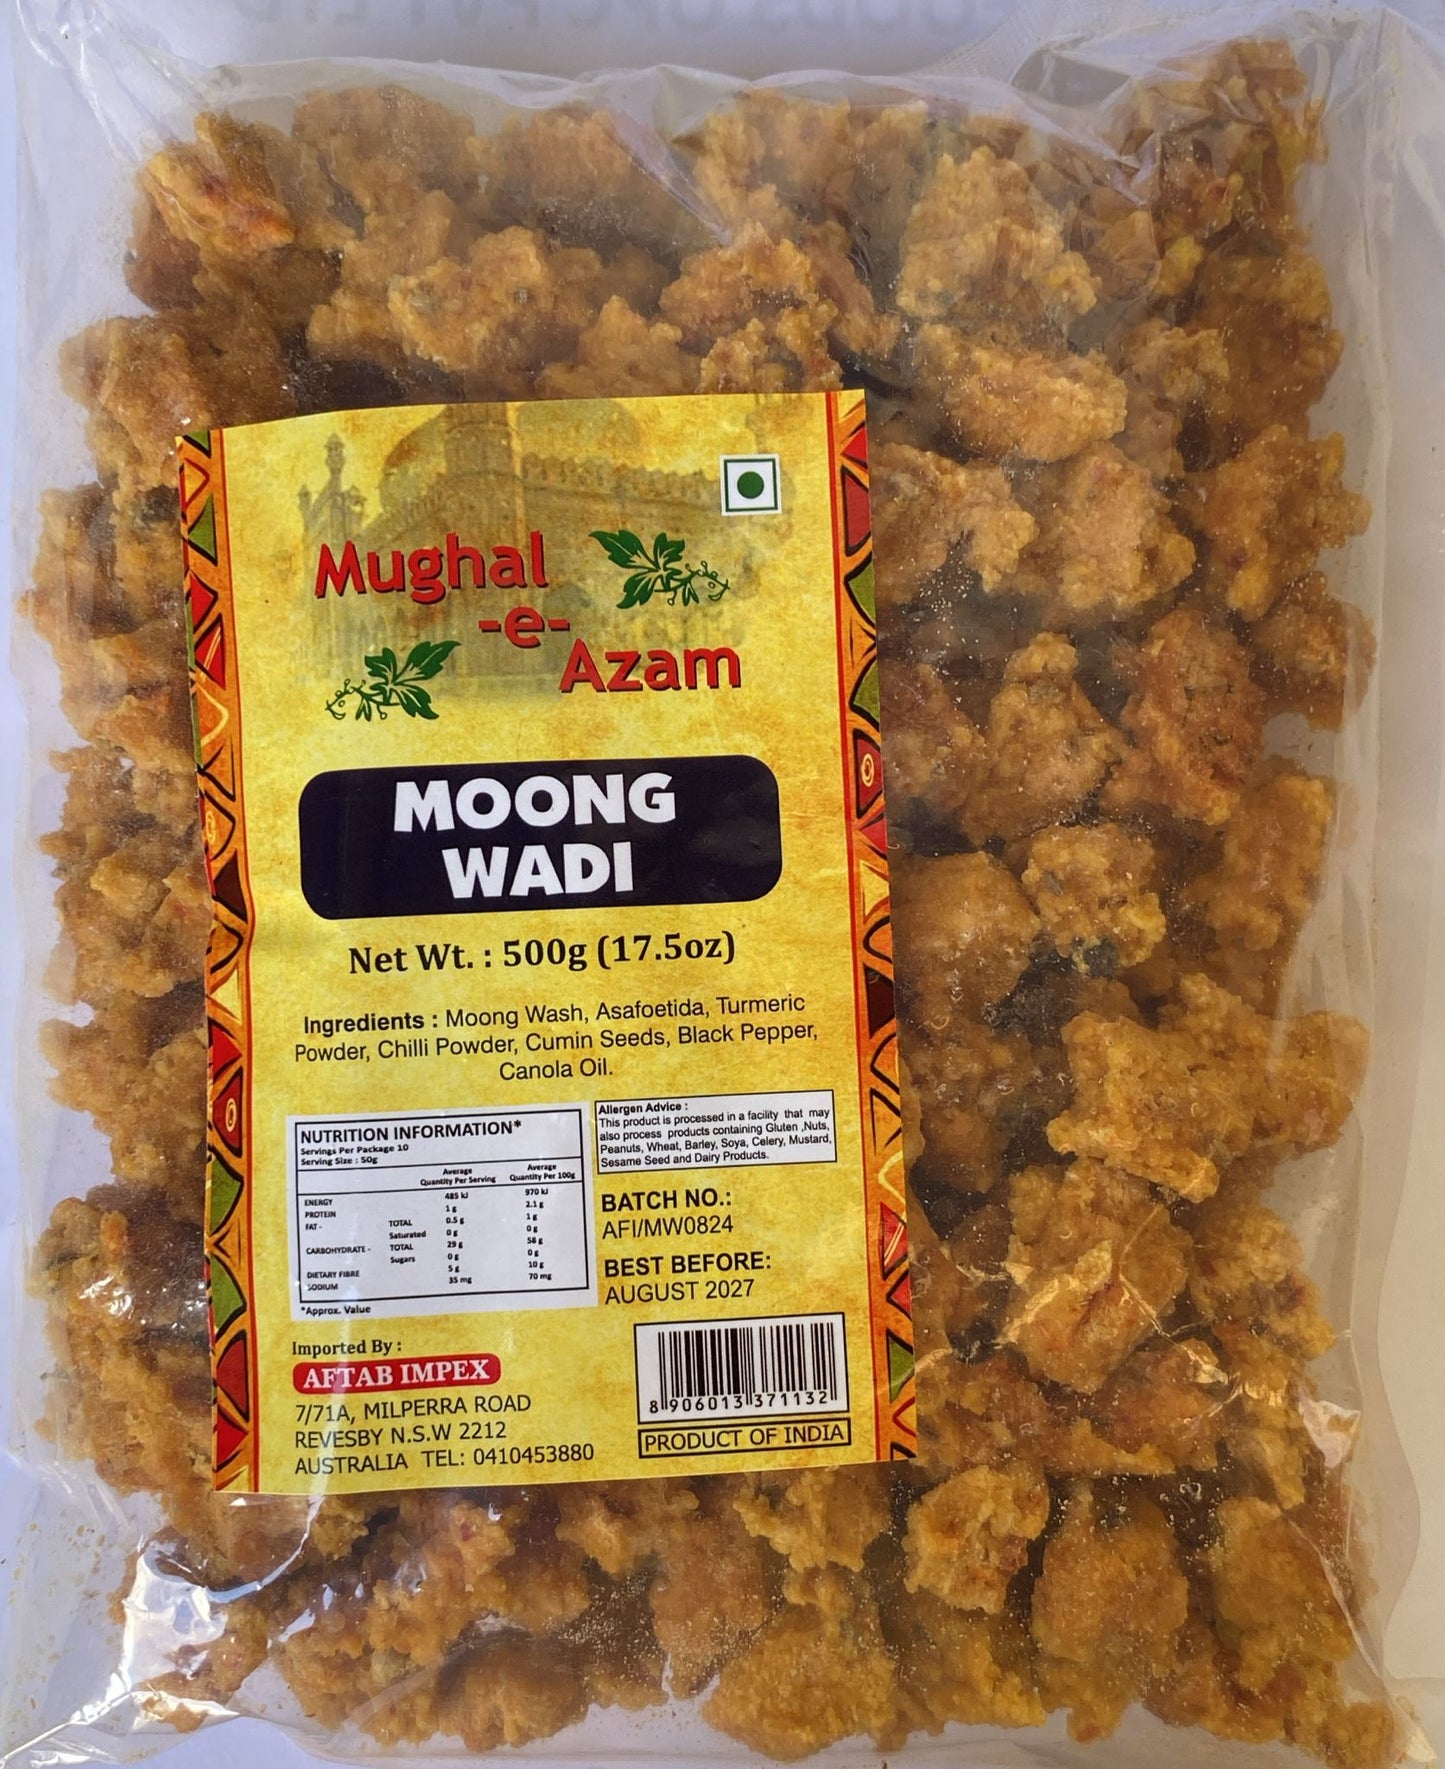 Mughal
-e-
Azam
MOONG
WADI
Net Wt. : 500g (17.5oz)
Ingredients : Moong Wash, Asafoetida, Turmeric
Powder, Chilli Powder, Cumin Seeds, Black Pepper,
Canola Oil.
NUTRITION INFORMATION*
Servings Per Package 10
Serving Size : 50g
Average Quantity Per Serving Average Quantity Per 100g
ENERGY 485 kJ 970 kJ
PROTEIN 1 g 2.1 g
FAT - TOTAL 0.5 g 1 g
Saturated 0 g 0 g
CARBOHYDRATE - TOTAL 29 g 58 g
Sugars 0 g 0 g
DIETARY FIBRE 5 g 10 g
SODIUM 35 mg 70 mg
*Approx. Value
Allergen Advice :
This product is processed in a facility that may
also process products containing Gluten ,Nuts,
Peanuts, Wheat, Barley, Soya, Celery, Mustard,
Sesame Seed and Dairy Products.
BATCH NO.:
AFI/MW0824
BEST BEFORE:
AUGUST 2027
Imported By :
AFTAB IMPEX
7/71A, MILPERRA ROAD
REVESBY N.S.W 2212
AUSTRALIA TEL: 0410453880
8 906013 371132
PRODUCT OF INDIA